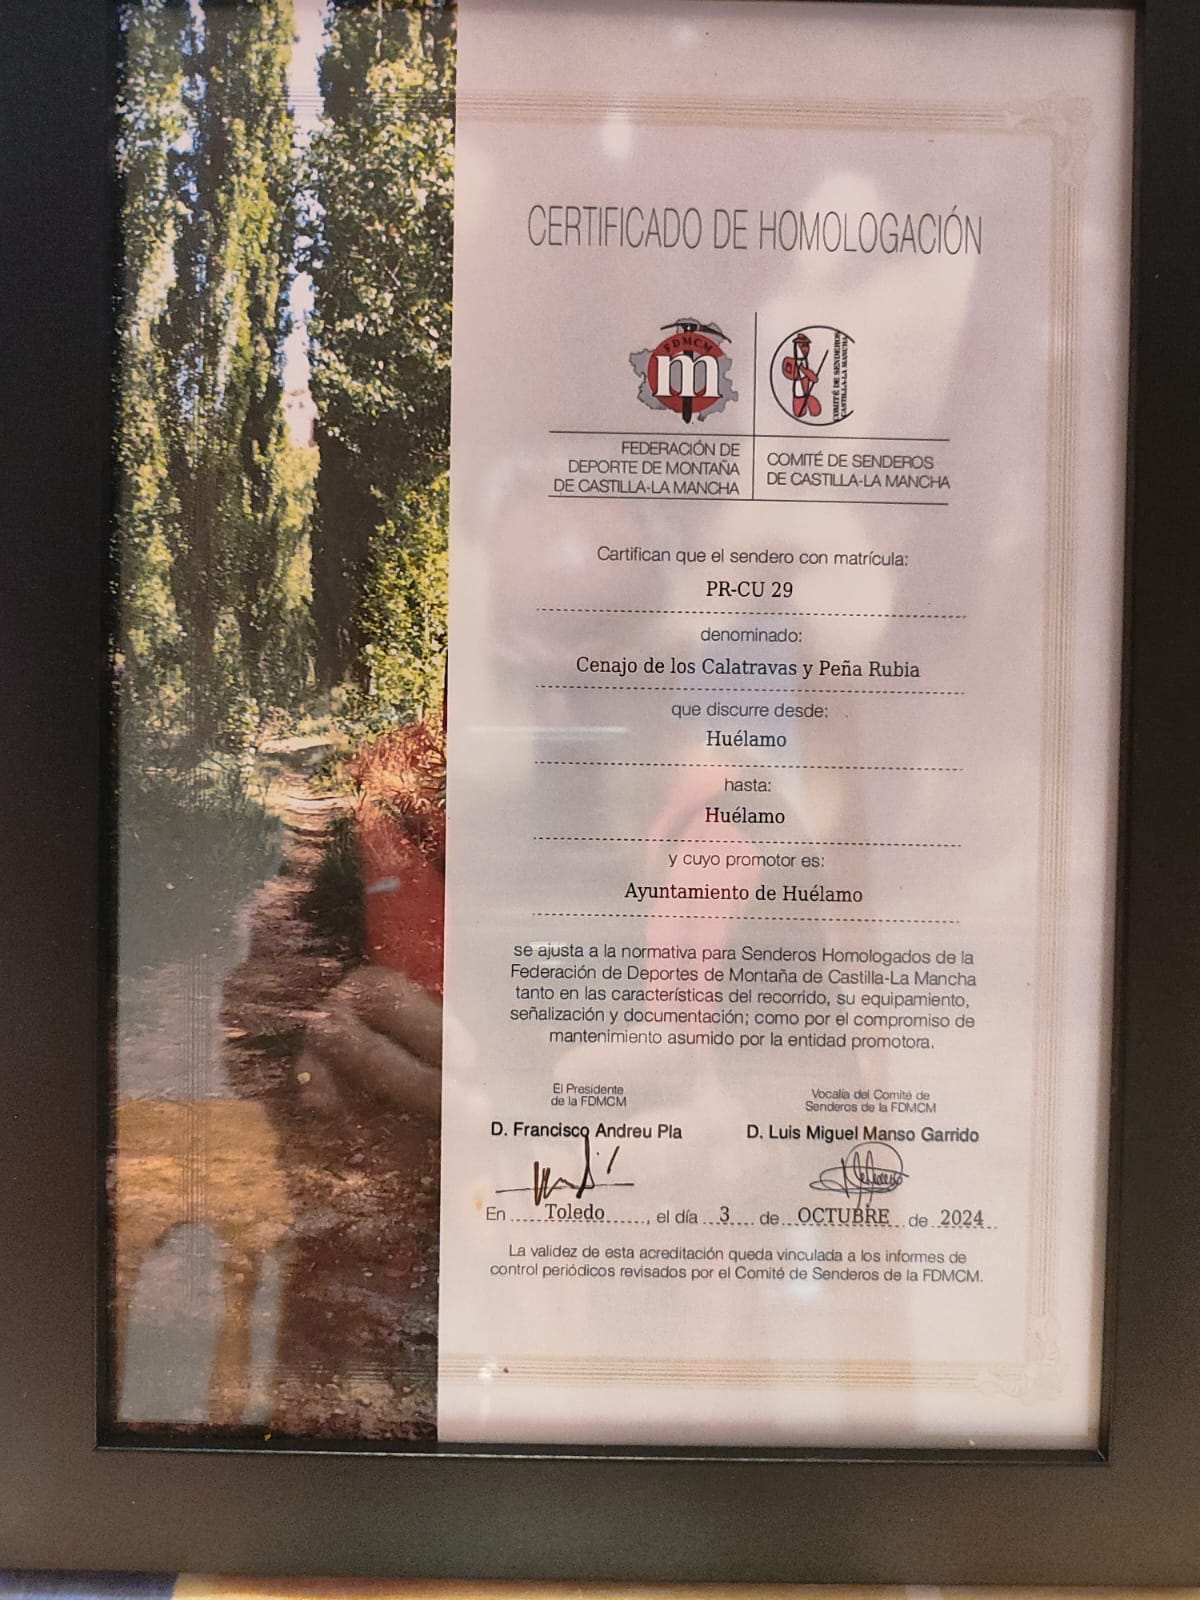 CERTIFICADO DE HOMOLOGACIÓN
FDMCM
m
COMITÉ DE SENDEROS
CASTILLA-LA MANCHA
FEDERACIÓN DE
DEPORTE DE MONTAÑA
DE CASTILLA-LA MANCHA
COMITÉ DE SENDEROS
DE CASTILLA-LA MANCHA
Cartifican que el sendero con matrícula:
PR-CU 29
denominado:
Cenajo de los Calatravas y Peña Rubia
que discurre desde:
Huélamo
hasta:
Huélamo
y cuyo promotor es:
Ayuntamiento de Huélamo
se ajusta a la normativa para Senderos Homologados de la
Federación de Deportes de Montaña de Castilla-La Mancha
tanto en las características del recorrido, su equipamiento,
señalización y documentación; como por el compromiso de
mantenimiento asumido por la entidad promotora.
El Presidente
de la FDMCM
D. Francisco Andreu Pla
Vocalía del Comité de
Senderos de la FDMCM
D. Luis Miguel Manso Garrido
En ..... Toledo ......, el día ..3.... de ...OCTUBRE... de ..2024..
La validez de esta acreditación queda vinculada a los informes de
control periódicos revisados por el Comité de Senderos de la FDMCM.